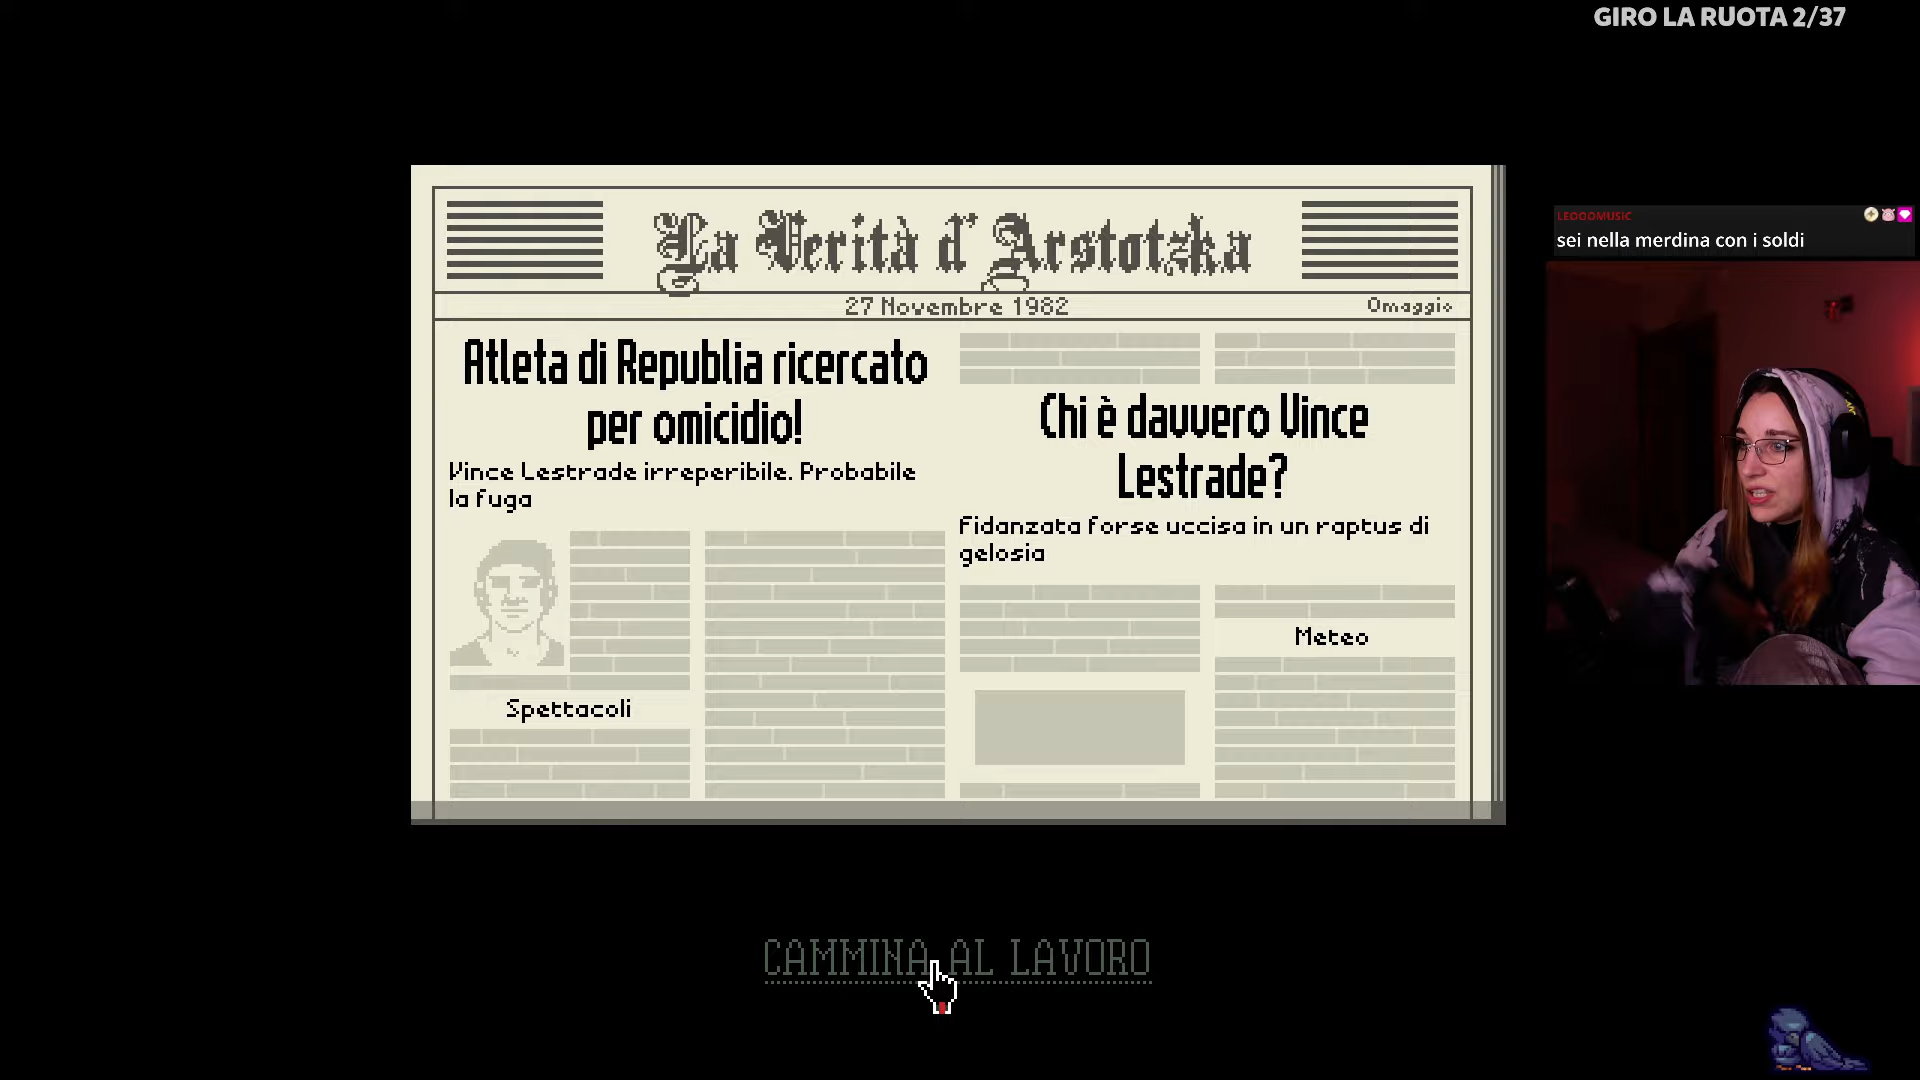 GIRO LA RUOTA 2/37
La Verità d'Arstotzka
27 Novembre 1982
Omaggio
Atleta di Republia ricercato
per omicidio!
Vince Lestrade irreperibile. Probabile
la fuga
Spettacoli
Chi è davvero Vince
Lestrade?
Fidanzata forse uccisa in un raptus di
gelosia
Meteo
LEOOOMUSIC
sei nella merdina con i soldi
CAMMINA AL LAVORO